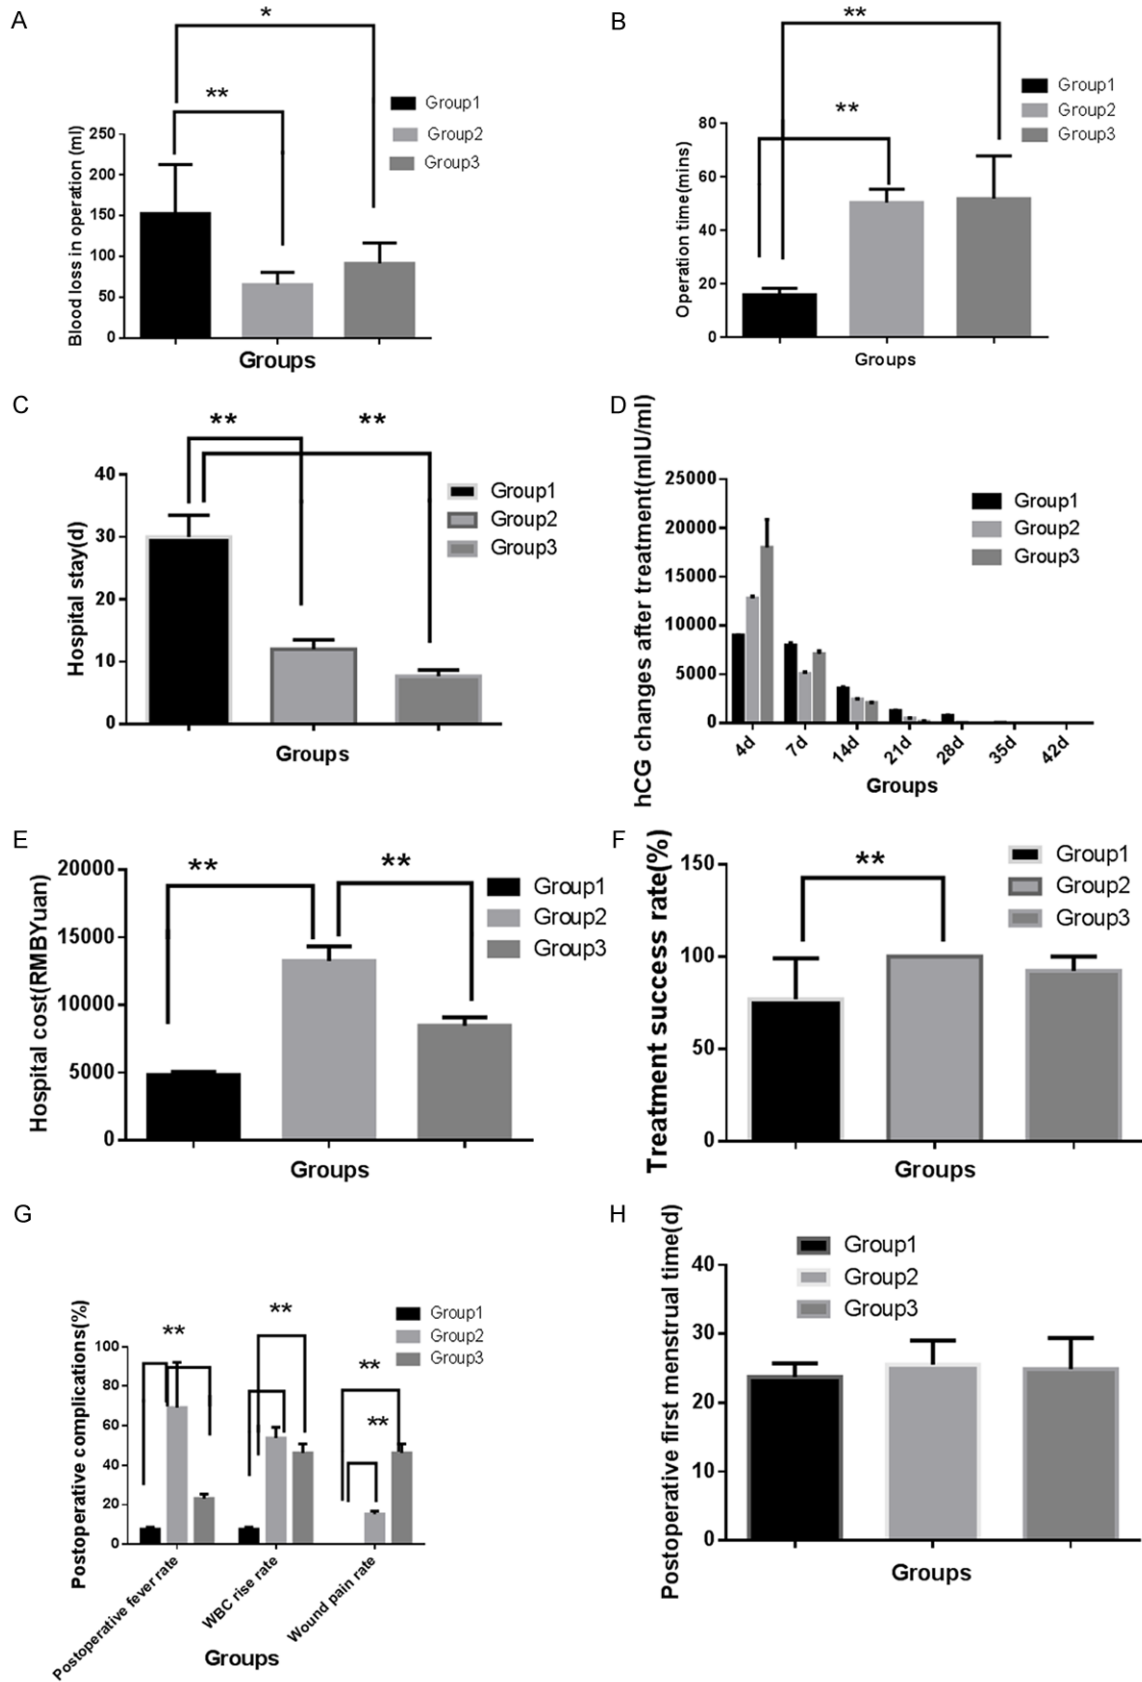 A
*
**
Group1
Group2
Group3
Blood loss in operation (ml)
250
200
150
100
50
0
Groups
B
**
**
Group1
Group2
Group3
Operation time(mins)
80
60
40
20
0
Groups
C
**
**
Group1
Group2
Group3
Hospital stay(d)
40
30
20
10
0
Groups
D
hCG changes after treatment(mIU/ml)
25000
20000
15000
10000
5000
0
Group1
Group2
Group3
4d
7d
14d
21d
28d
35d
42d
Groups
E
**
**
Group1
Group2
Group3
Hospital cost(RMBYuan)
20000
15000
10000
5000
0
Groups
F
**
Group1
Group2
Group3
Treatment success rate(%)
150
100
50
0
Groups
G
**
**
**
**
Group1
Group2
Group3
Postoperative complications(%)
100
80
60
40
20
0
Postoperative fever rate
WBC rise rate
Wound pain rate
Groups
H
Group1
Group2
Group3
Postoperative first menstrual time(d)
40
30
20
10
0
Groups